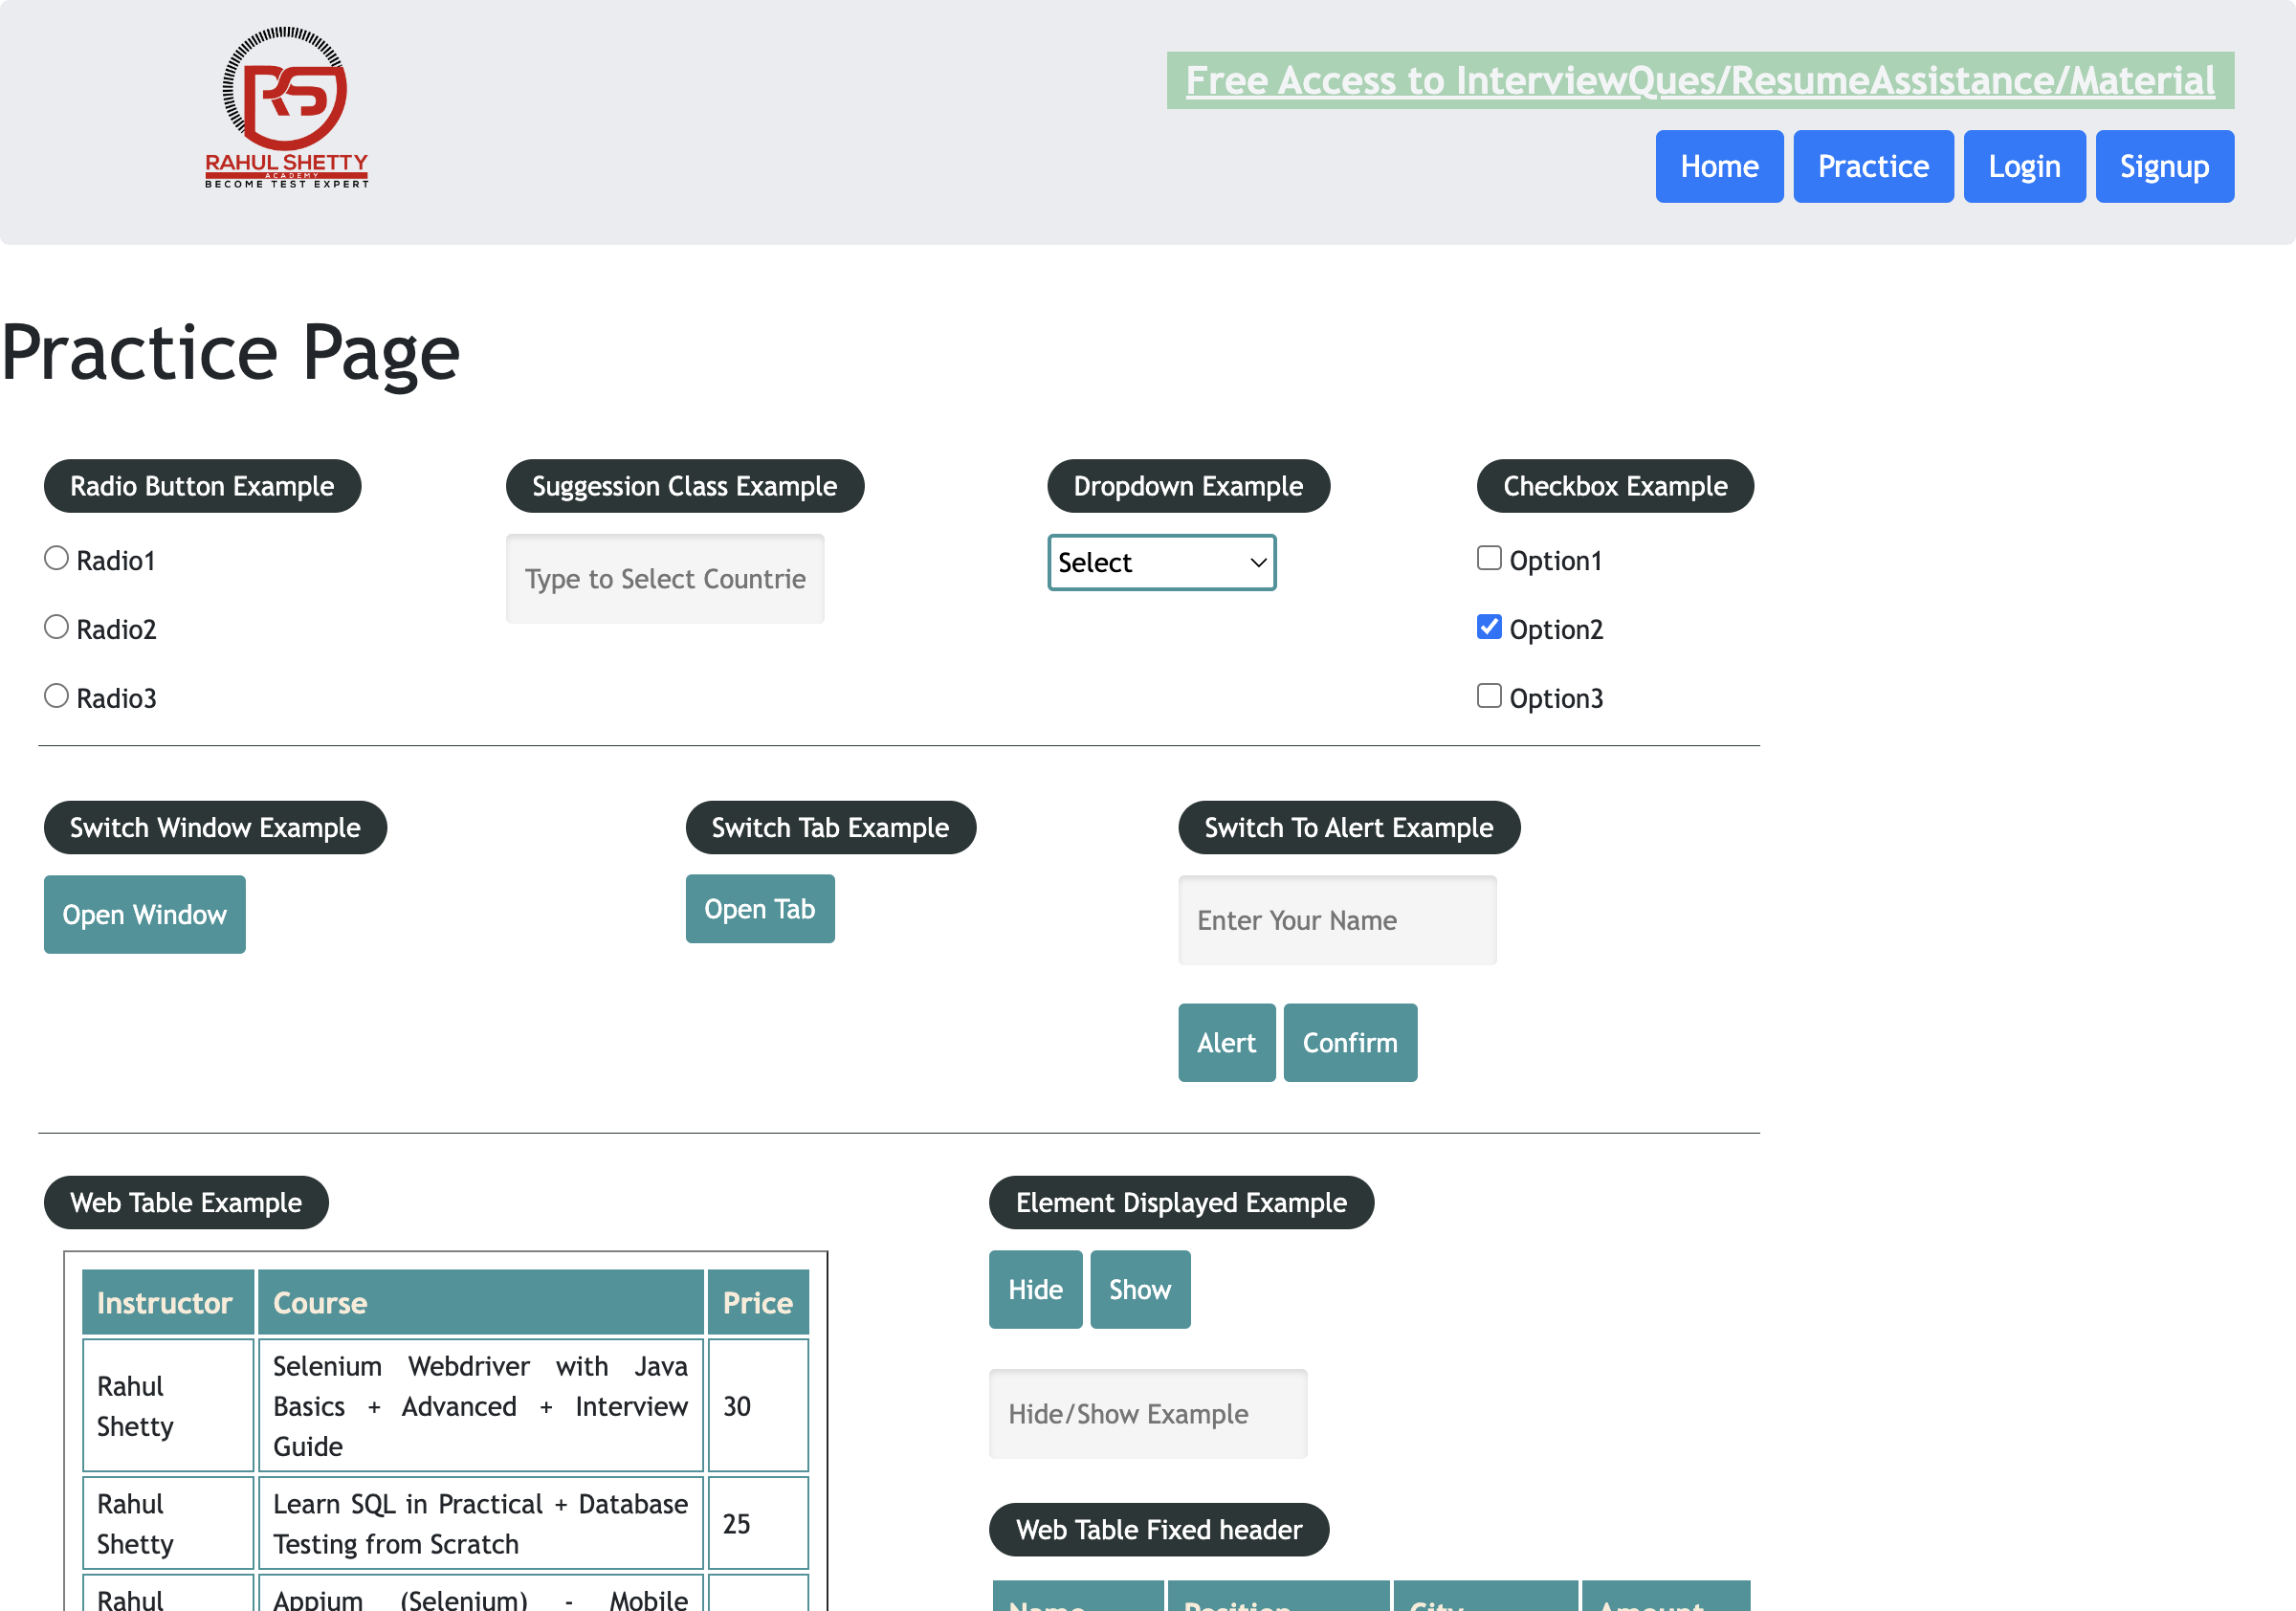 RS
RAHUL SHETTY
ACADEMY
BECOME TEST EXPERT
Free Access to InterviewQues/ResumeAssistance/Material
Home Practice Login Signup
Practice Page
Radio Button Example
Radio1
Radio2
Radio3
Suggession Class Example
Type to Select Countrie
Dropdown Example
Select
Checkbox Example
Option1
Option2
Option3
Switch Window Example
Open Window
Switch Tab Example
Open Tab
Switch To Alert Example
Enter Your Name
Alert Confirm
Web Table Example
Instructor Course Price
Rahul Shetty Selenium Webdriver with Java
Basics + Advanced + Interview
Guide 30
Rahul Shetty Learn SQL in Practical + Database
Testing from Scratch 25
Rahul Appium (Selenium) - Mobile
Element Displayed Example
Hide Show
Hide/Show Example
Web Table Fixed header
Name Position City Amount